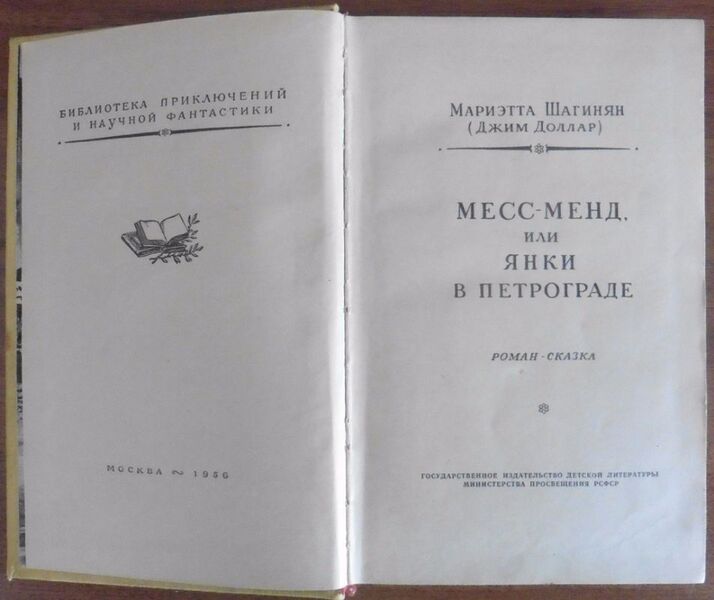 БИБЛИОТЕКА ПРИКЛЮЧЕНИЙ
И НАУЧНОЙ ФАНТАСТИКИ
МОСКВА ~ 1956
МАРИЭТТА ШАГИНЯН
(ДЖИМ ДОЛЛАР)
МЕСС-МЕНД,
ИЛИ
ЯНКИ
В ПЕТРОГРАДЕ
РОМАН-СКАЗКА
ГОСУДАРСТВЕННОЕ ИЗДАТЕЛЬСТВО ДЕТСКОЙ ЛИТЕРАТУРЫ
МИНИСТЕРСТВА ПРОСВЕЩЕНИЯ РСФСР